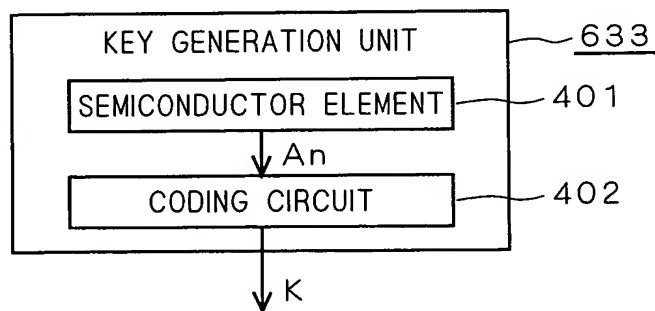 KEY GENERATION UNIT
633
SEMICONDUCTOR ELEMENT
401
An
CODING CIRCUIT
402
K